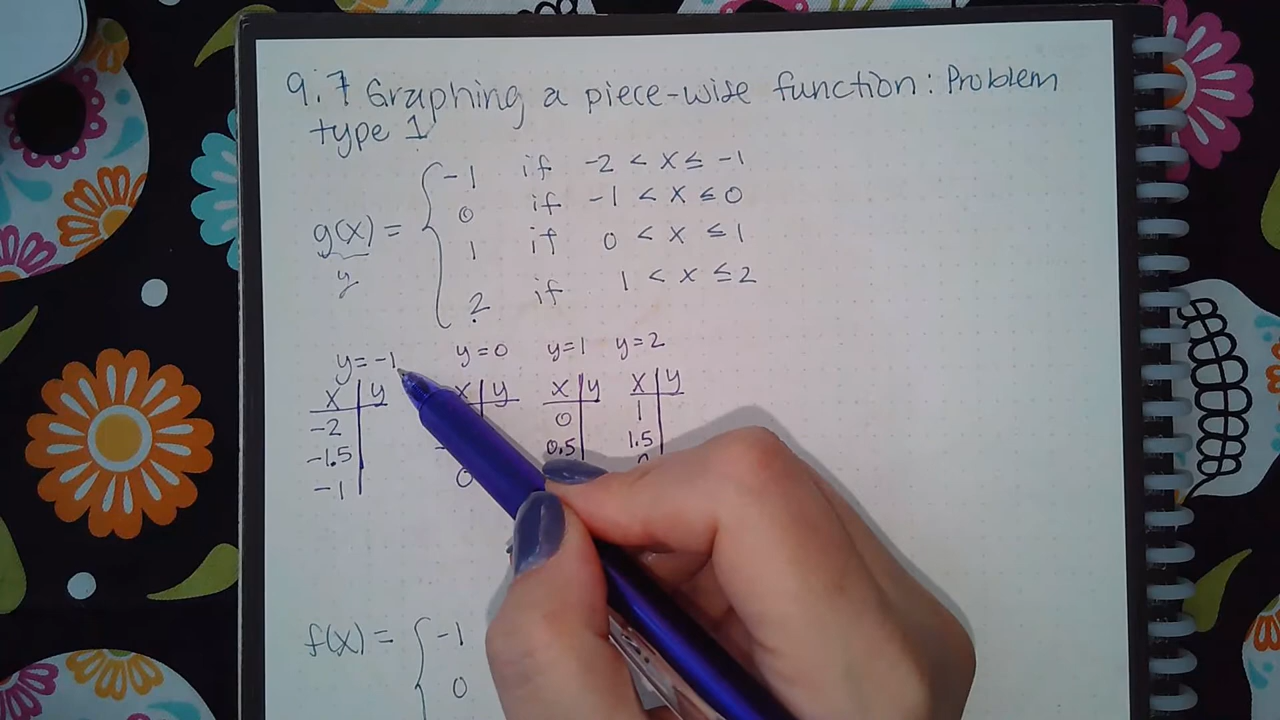 9.7 Graphing a piece-wise function: Problem
type 1
-1 if -2 < x ≤ -1
0 if -1 < x ≤ 0
g(x) =
1 if 0 < x ≤ 1
y
2 if 1 < x ≤ 2
y = -1 y = 0 y = 1 y = 2
x y x y x y x y
-2 0 1
-1.5 0.5 1.5
-1 0
f(x) = -1
0